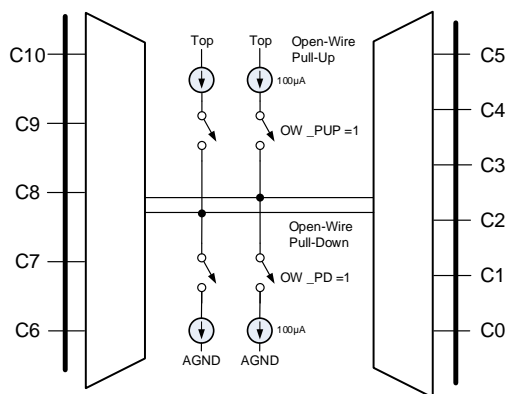 Top
Top
Open-Wire
Pull-Up
C10
C5
100µA
C9
C4
OW _PUP =1
C3
C8
C2
Open-Wire
Pull-Down
C7
C1
OW _PD =1
C6
100µA
C0
AGND
AGND